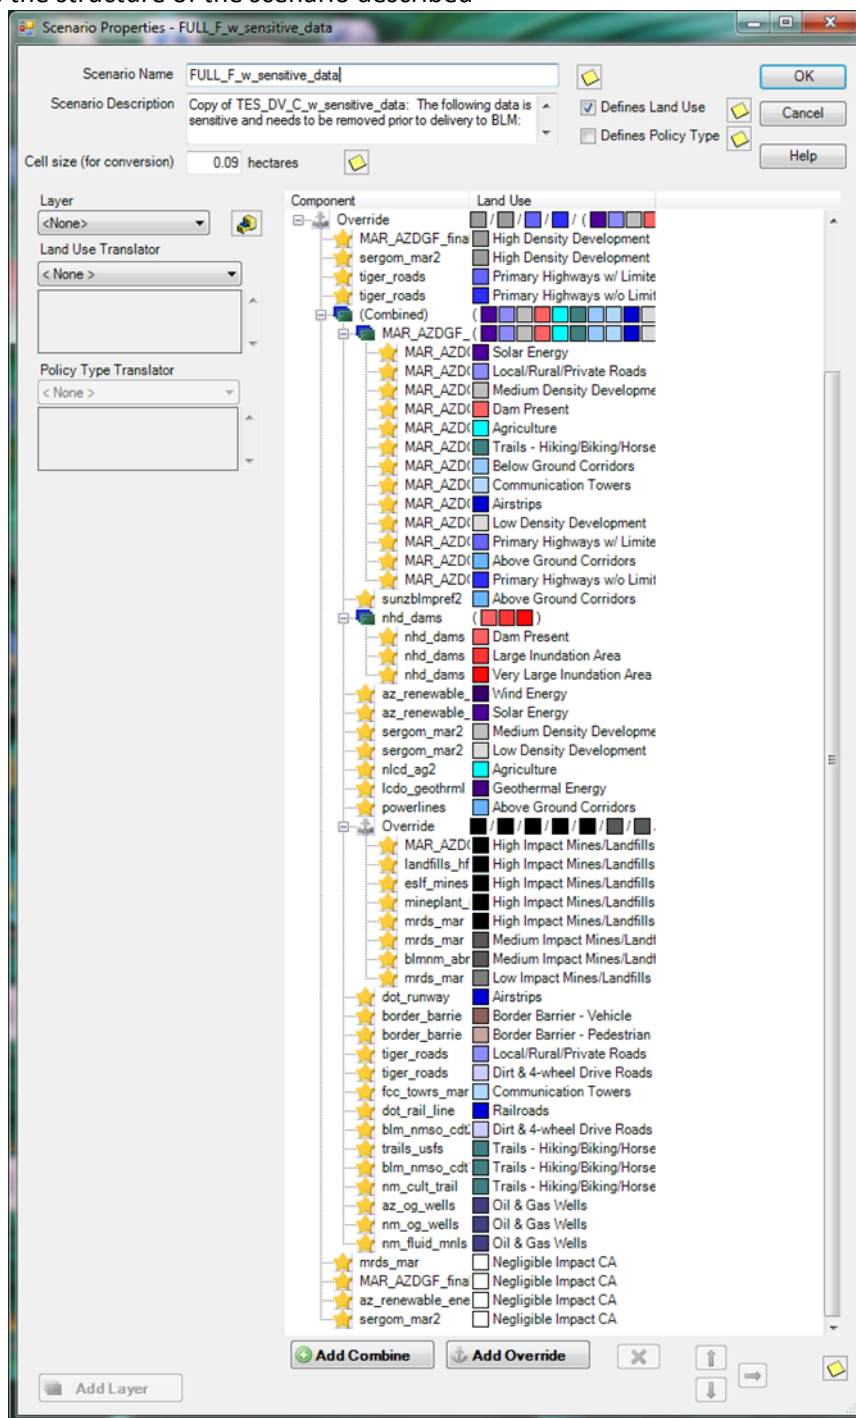 the structure of the scenario described
Scenario Properties - FULL_F_w_sensitive_data
Scenario Name FULL_F_w_sensitive_data
OK
Scenario Description Copy of TES_DV_C_w_sensitive_data: The following data is
sensitive and needs to be removed prior to delivery to BLM:
Defines Land Use
Cancel
Defines Policy Type
Cell size (for conversion) 0.09 hectares
Help
Layer
<None>
Land Use Translator
< None >
Policy Type Translator
< None >
Component Land Use
Override / / / / (
MAR_AZDGF_fina High Density Development
sergom_mar2 High Density Development
tiger_roads Primary Highways w/ Limite
tiger_roads Primary Highways w/o Limit
(Combined) (
MAR_AZDGF_ (
MAR_AZD( Solar Energy
MAR_AZD( Local/Rural/Private Roads
MAR_AZD( Medium Density Developme
MAR_AZD( Dam Present
MAR_AZD( Agriculture
MAR_AZD( Trails - Hiking/Biking/Horse
MAR_AZD( Below Ground Corridors
MAR_AZD( Communication Towers
MAR_AZD( Airstrips
MAR_AZD( Low Density Development
MAR_AZD( Primary Highways w/ Limite
MAR_AZD( Above Ground Corridors
MAR_AZD( Primary Highways w/o Limit
sunzblmpref2 Above Ground Corridors
nhd_dams ( )
nhd_dams Dam Present
nhd_dams Large Inundation Area
nhd_dams Very Large Inundation Area
az_renewable_ Wind Energy
az_renewable_ Solar Energy
sergom_mar2 Medium Density Developme
sergom_mar2 Low Density Development
nlcd_ag2 Agriculture
lcdo_geothrml Geothermal Energy
powerlines Above Ground Corridors
Override / / / / / /
MAR_AZD( High Impact Mines/Landfills
landfills_hf High Impact Mines/Landfills
eslf_mines High Impact Mines/Landfills
mineplant_ High Impact Mines/Landfills
mrds_mar High Impact Mines/Landfills
mrds_mar Medium Impact Mines/Landf
blmnm_abr Medium Impact Mines/Landf
mrds_mar Low Impact Mines/Landfills
dot_runway Airstrips
border_barrie Border Barrier - Vehicle
border_barrie Border Barrier - Pedestrian
tiger_roads Local/Rural/Private Roads
tiger_roads Dirt & 4-wheel Drive Roads
fcc_towrs_mar Communication Towers
dot_rail_line Railroads
blm_nmso_cdt2 Dirt & 4-wheel Drive Roads
trails_usfs Trails - Hiking/Biking/Horse
blm_nmso_cdt Trails - Hiking/Biking/Horse
nm_cult_trail Trails - Hiking/Biking/Horse
az_og_wells Oil & Gas Wells
nm_og_wells Oil & Gas Wells
nm_fluid_mnls Oil & Gas Wells
mrds_mar Negligible Impact CA
MAR_AZDGF_fina Negligible Impact CA
az_renewable_ene Negligible Impact CA
sergom_mar2 Negligible Impact CA
Add Combine
Add Override
Add Layer